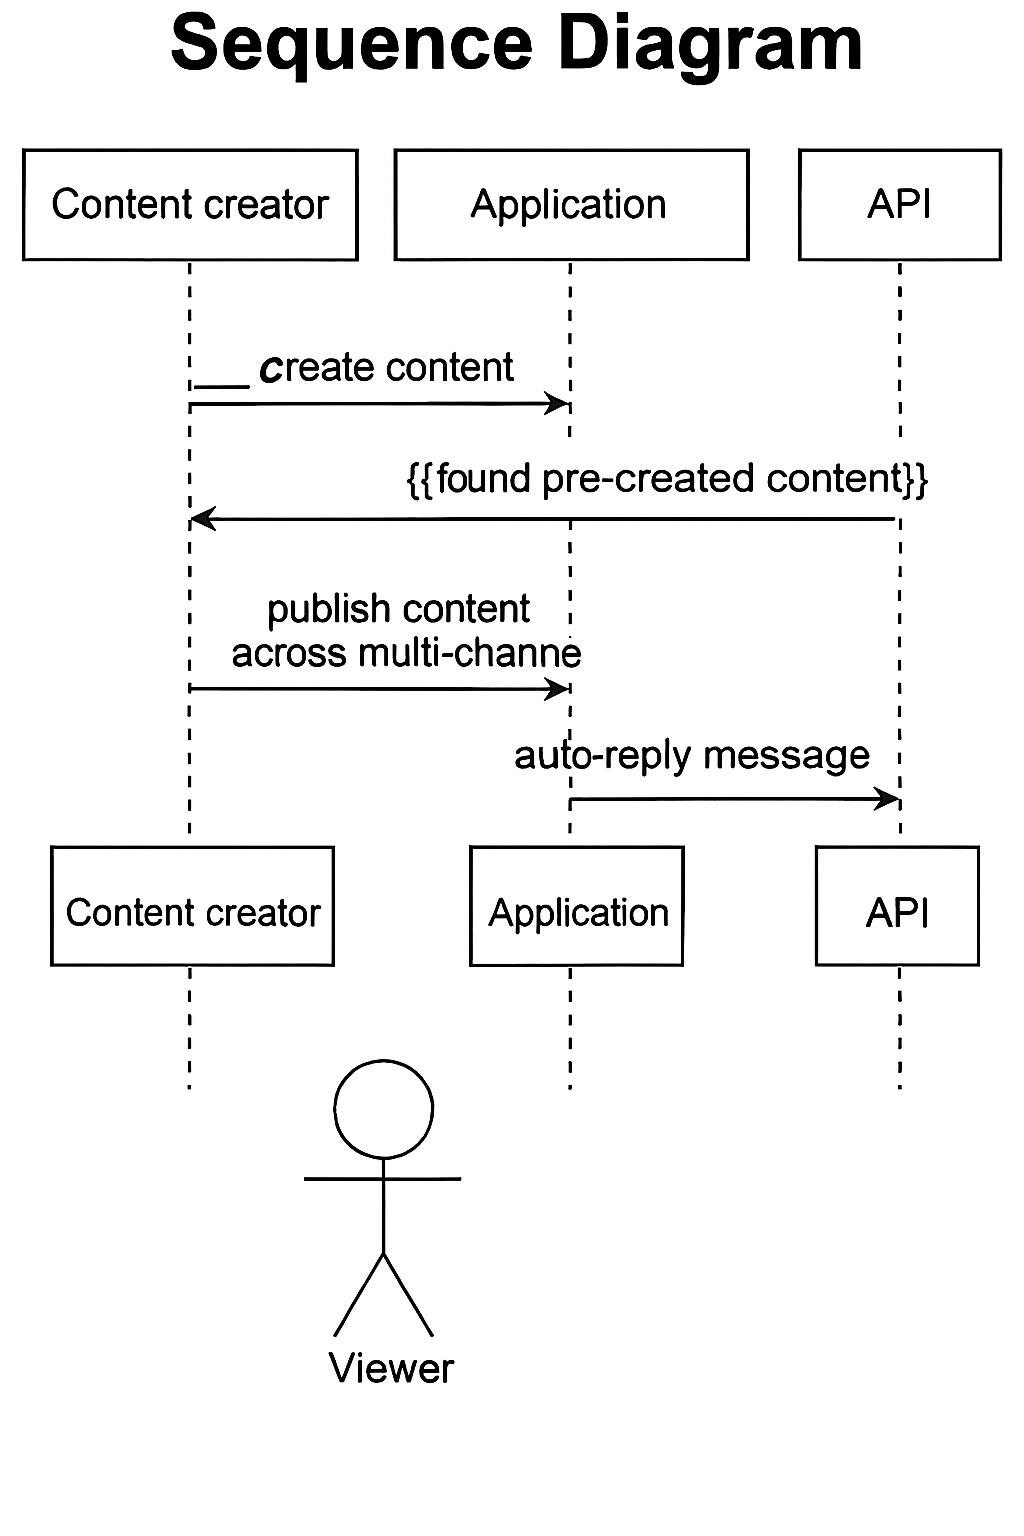 Sequence Diagram
Content creator
Application
API
__ create content
{{found pre-created content}}
publish content
across multi-channe
auto-reply message
Content creator
Application
API
Viewer